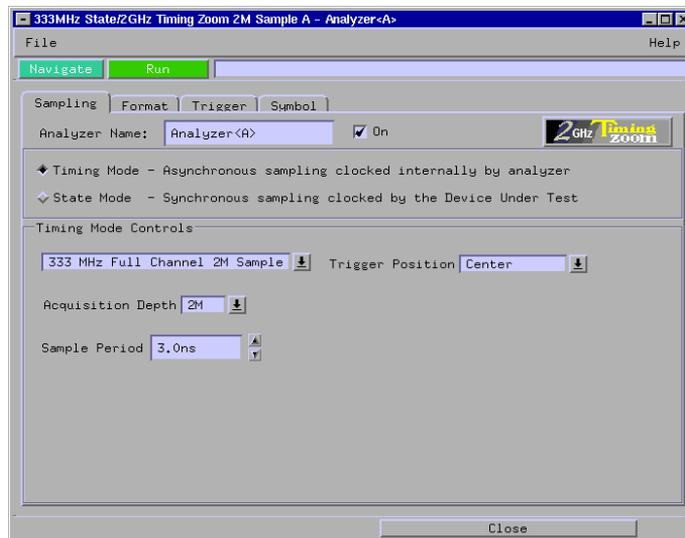 333MHz State/2GHz Timing Zoom 2M Sample A - Analyzer<A>
File Help
Navigate Run
Sampling Format Trigger Symbol
Analyzer Name: Analyzer<A> On 2 GHz Timing zoom
Timing Mode - Asynchronous sampling clocked internally by analyzer
State Mode - Synchronous sampling clocked by the Device Under Test
Timing Mode Controls
333 MHz Full Channel 2M Sample Trigger Position Center
Acquisition Depth 2M
Sample Period 3.0ns
Close